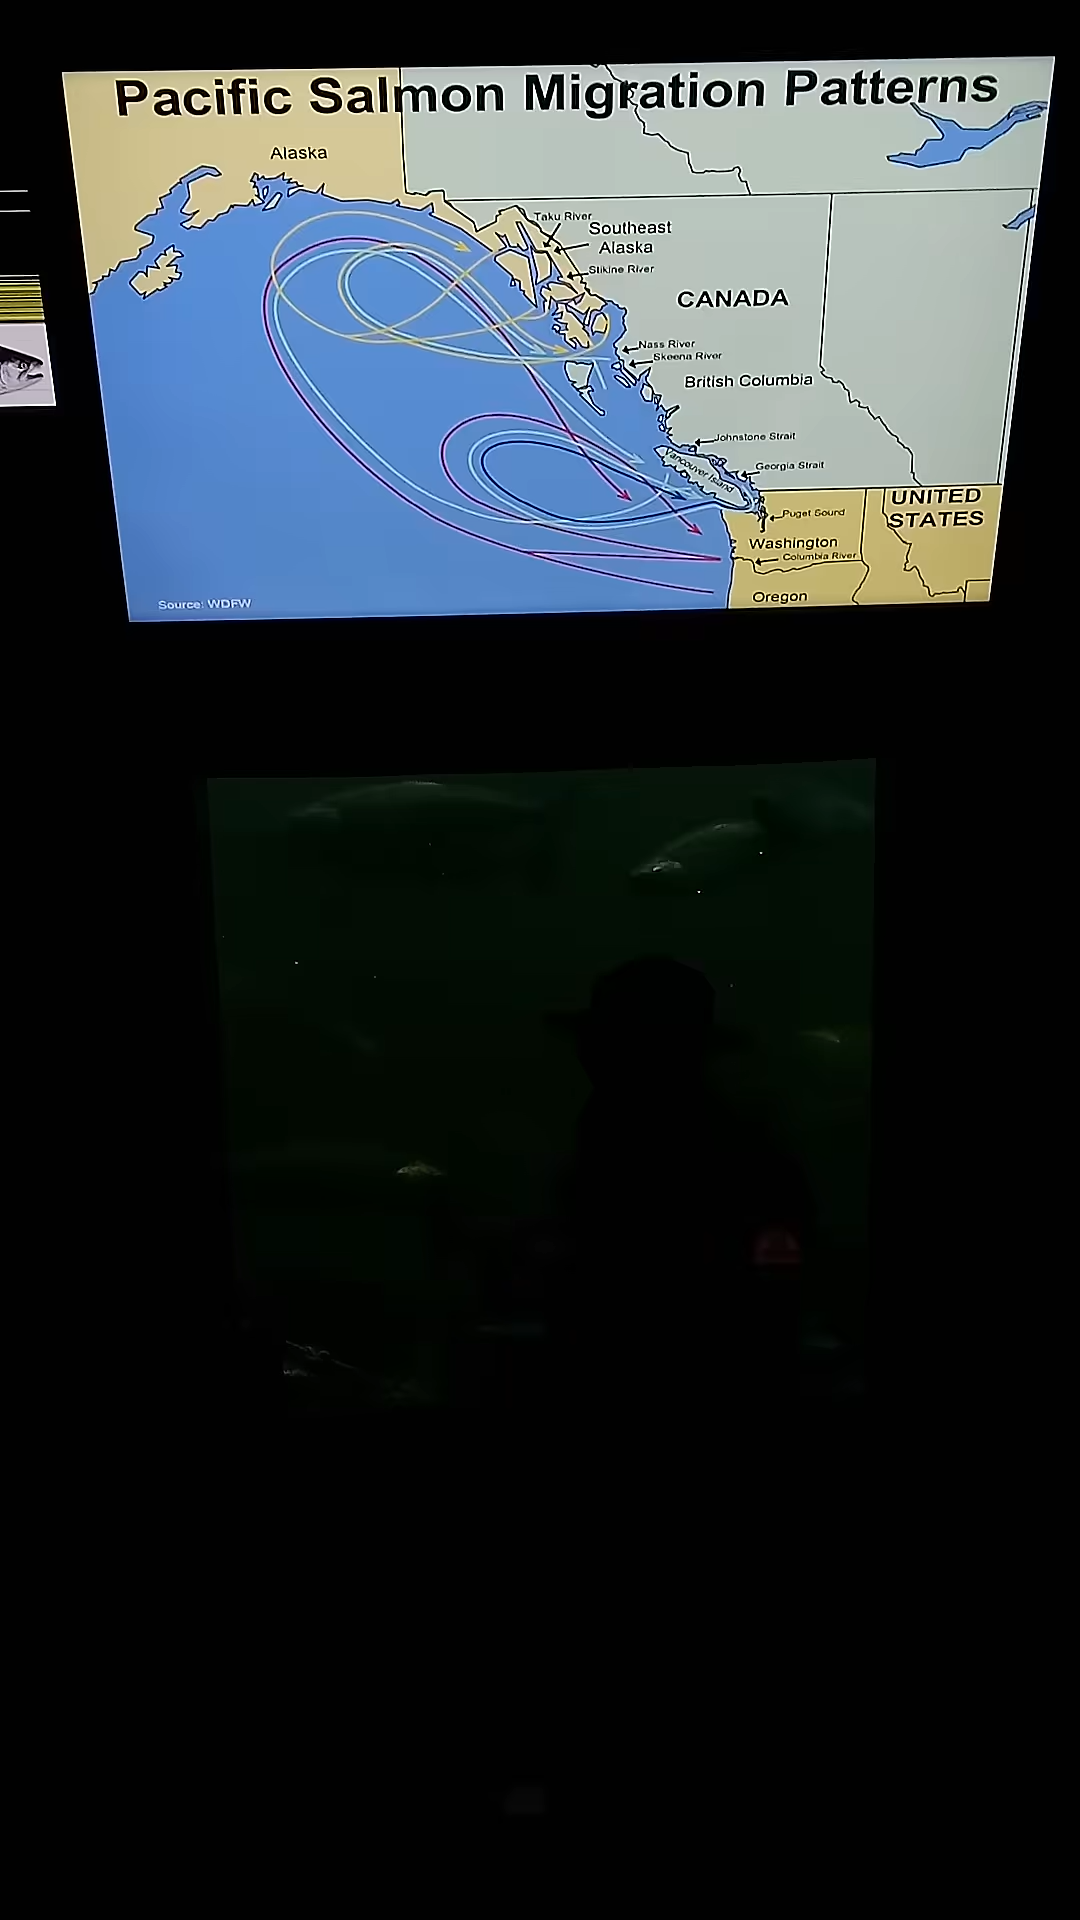 Pacific Salmon Migration Patterns
Alaska
Taku River
Southeast
Alaska
Stikine River
CANADA
Nass River
Skeena River
British Columbia
Johnstone Strait
Vancouver Island
Georgia Strait
UNITED
STATES
Puget Sound
Washington
Columbia River
Oregon
Source: WDFW